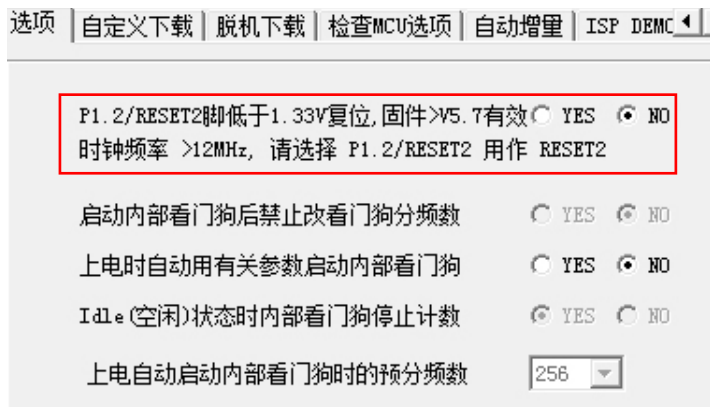 选项 自定义下载 脱机下载 检查MCU选项 自动增量 ISP DEMC
P1.2/RESET2脚低于1.33V复位,固件>V5.7有效 YES NO
时钟频率 >12MHz, 请选择 P1.2/RESET2 用作 RESET2
启动内部看门狗后禁止改看门狗分频数 YES NO
上电时自动用有关参数启动内部看门狗 YES NO
Idle(空闲)状态时内部看门狗停止计数 YES NO
上电自动启动内部看门狗时的预分频数 256